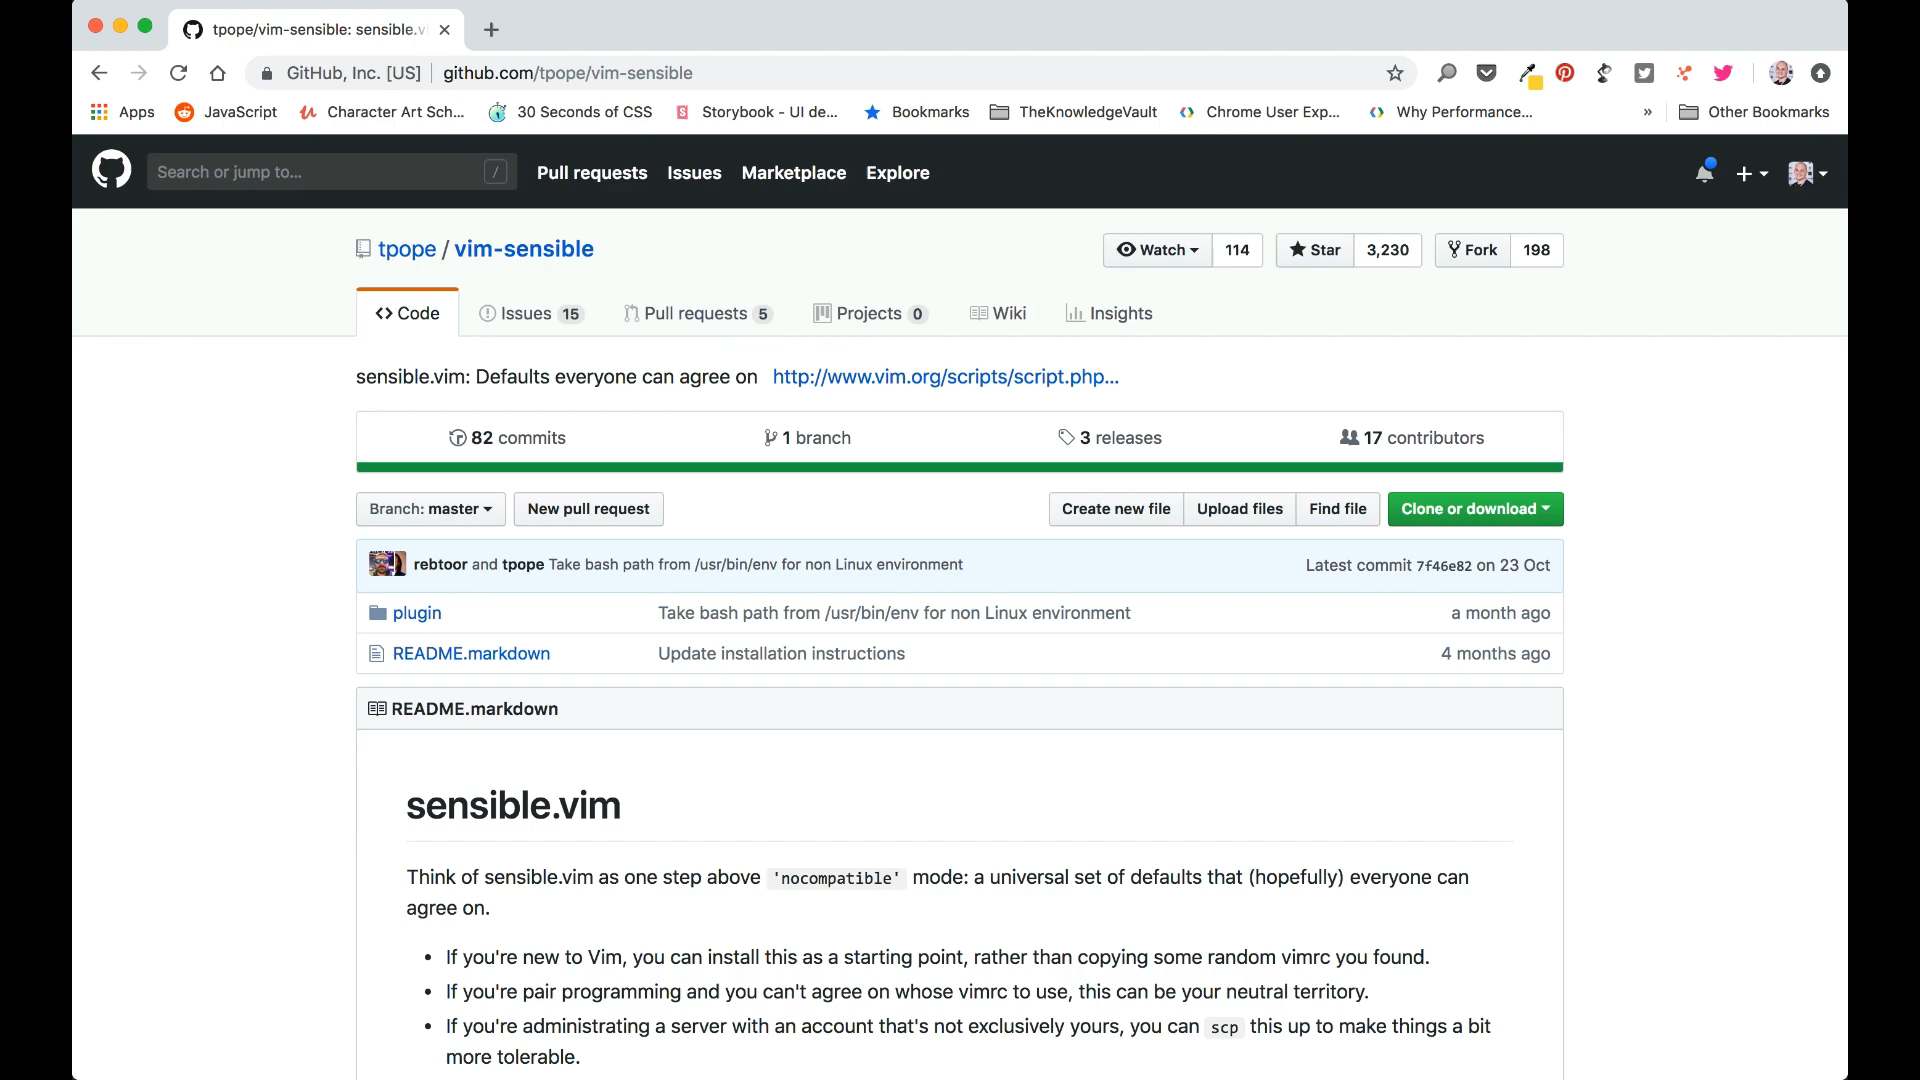 tpope/vim-sensible: sensible.v
GitHub, Inc. [US] github.com/tpope/vim-sensible
Apps JavaScript Character Art Sch... 30 Seconds of CSS Storybook - UI de... Bookmarks TheKnowledgeVault Chrome User Exp... Why Performance... » Other Bookmarks
Search or jump to... / Pull requests Issues Marketplace Explore
tpope / vim-sensible Watch 114 Star 3,230 Fork 198
Code Issues 15 Pull requests 5 Projects 0 Wiki Insights
sensible.vim: Defaults everyone can agree on http://www.vim.org/scripts/script.php...
82 commits 1 branch 3 releases 17 contributors
Branch: master New pull request Create new file Upload files Find file Clone or download
rebtoor and tpope Take bash path from /usr/bin/env for non Linux environment Latest commit 7f46e82 on 23 Oct
plugin Take bash path from /usr/bin/env for non Linux environment a month ago
README.markdown Update installation instructions 4 months ago
README.markdown
sensible.vim
Think of sensible.vim as one step above 'nocompatible' mode: a universal set of defaults that (hopefully) everyone can
agree on.
• If you're new to Vim, you can install this as a starting point, rather than copying some random vimrc you found.
• If you're pair programming and you can't agree on whose vimrc to use, this can be your neutral territory.
• If you're administrating a server with an account that's not exclusively yours, you can scp this up to make things a bit
more tolerable.